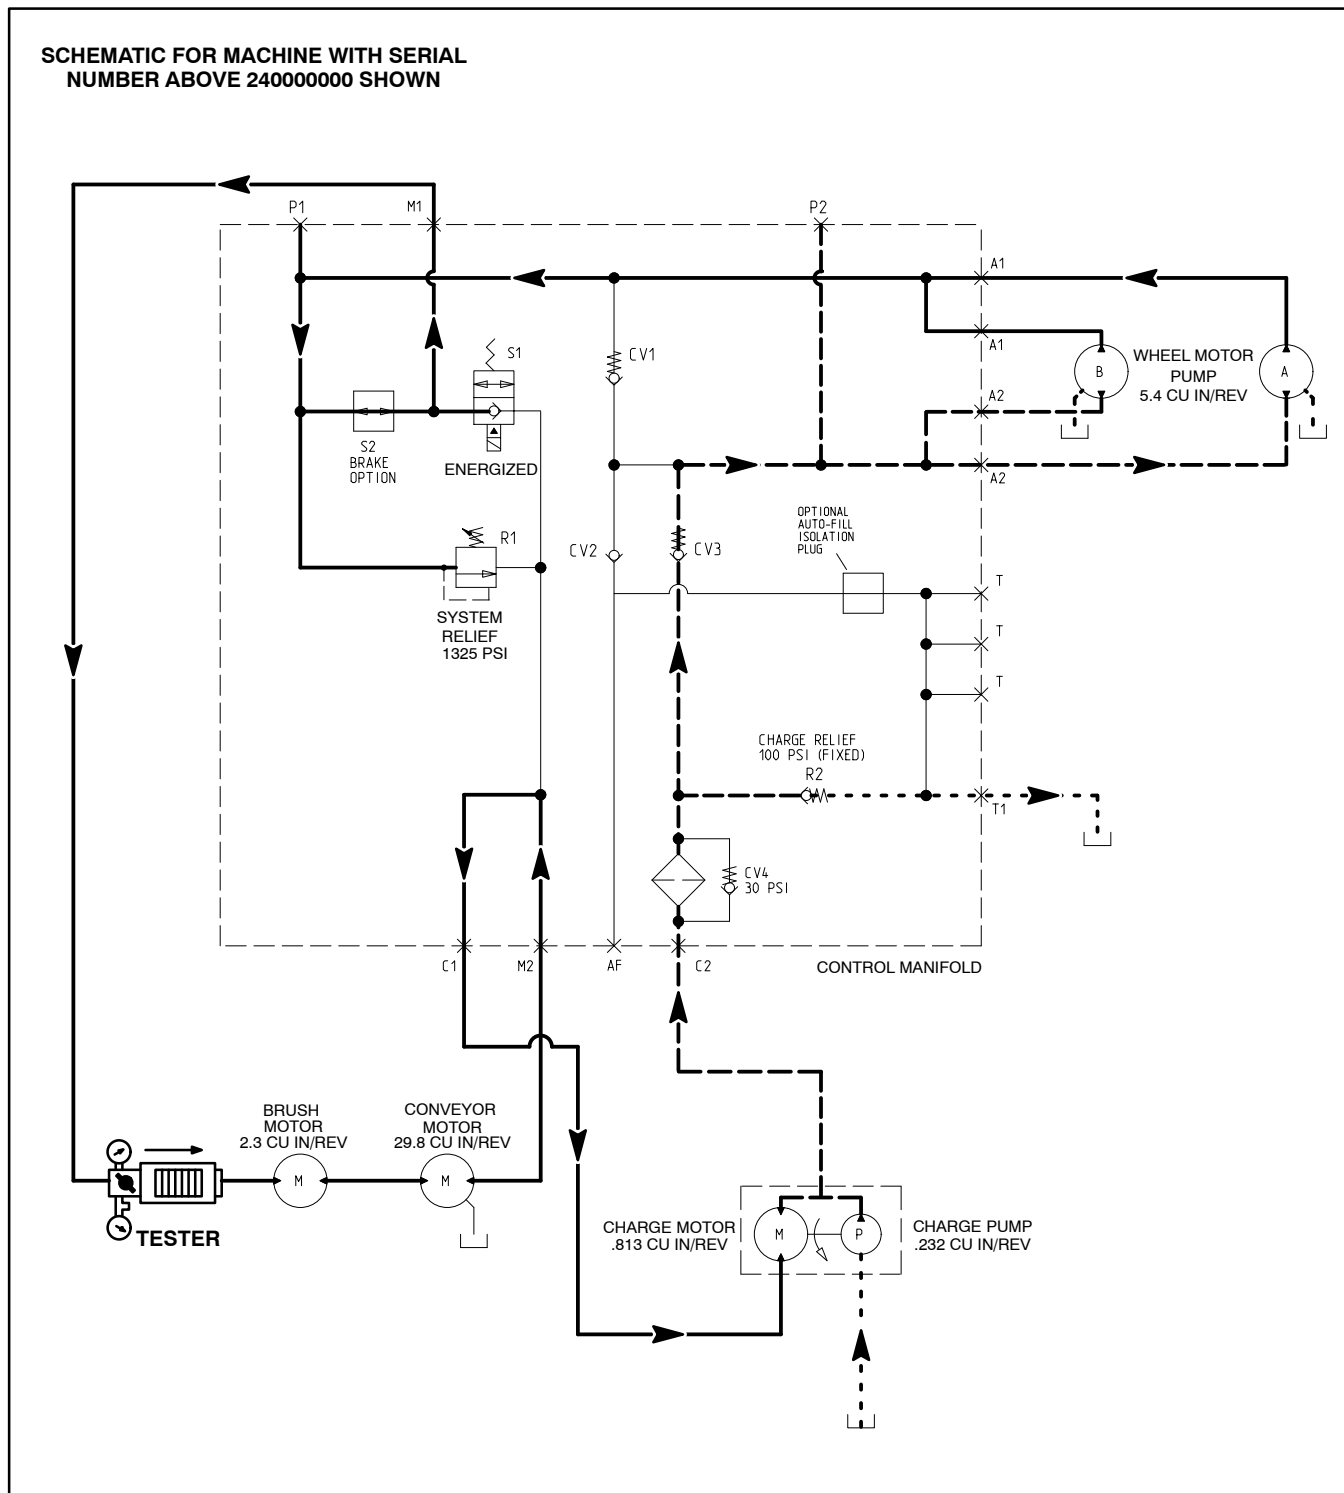 SCHEMATIC FOR MACHINE WITH SERIAL
NUMBER ABOVE 240000000 SHOWN
P1
M1
P2
A1
S1
CV1
A1
WHEEL MOTOR
PUMP
5.4 CU IN/REV
B
A
A2
S2
BRAKE
OPTION
ENERGIZED
A2
OPTIONAL
AUTO-FILL
ISOLATION
PLUG
R1
CV2
CV3
T
SYSTEM
RELIEF
1325 PSI
T
T
CHARGE RELIEF
100 PSI (FIXED)
R2
T1
CV4
30 PSI
C1
M2
AF
C2
CONTROL MANIFOLD
BRUSH
MOTOR
2.3 CU IN/REV
CONVEYOR
MOTOR
29.8 CU IN/REV
M
M
TESTER
CHARGE MOTOR
.813 CU IN/REV
M
P
CHARGE PUMP
.232 CU IN/REV